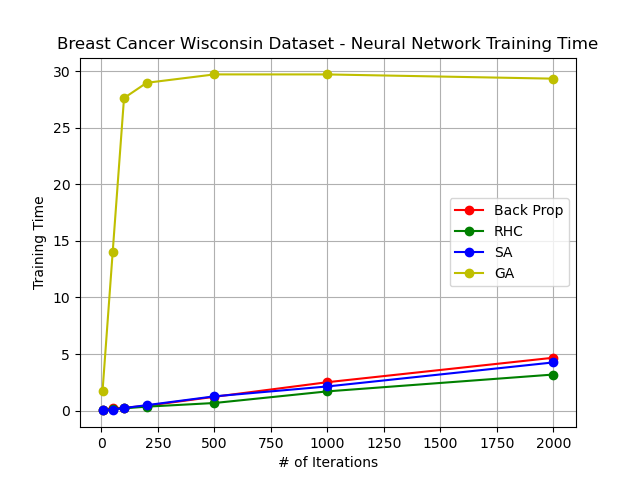 Breast Cancer Wisconsin Dataset - Neural Network Training Time
30
25
20
15
10
5
0
Training Time
Back Prop
RHC
SA
GA
0 250 500 750 1000 1250 1500 1750 2000
# of Iterations